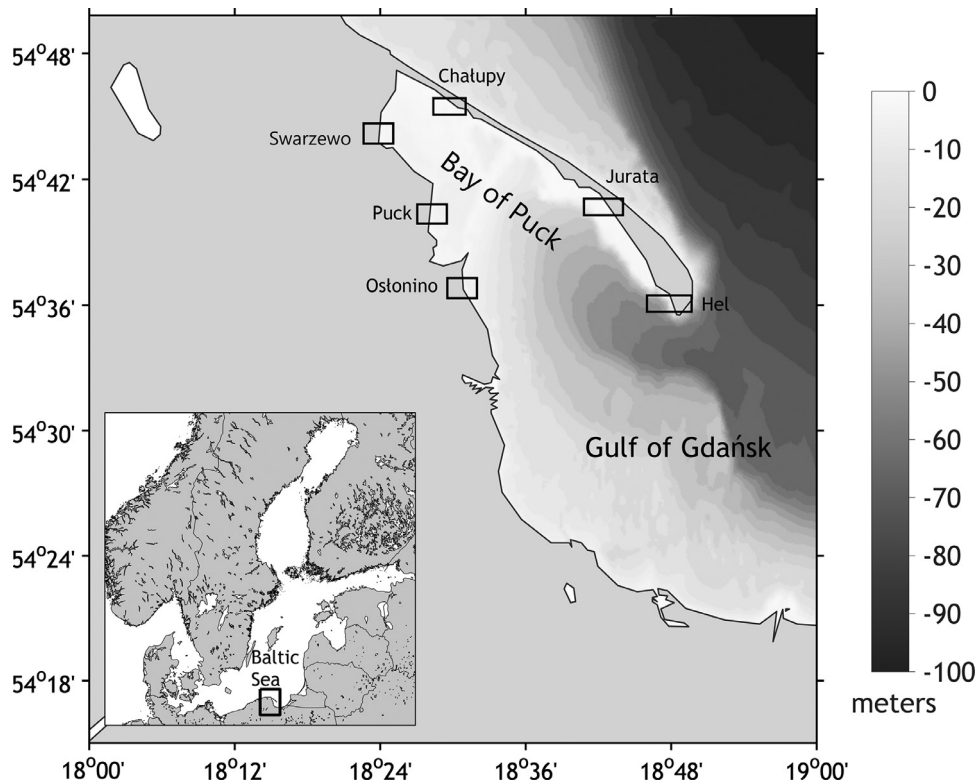 54°48'
54°42'
54°36'
54°30'
54°24'
54°18'
Chałupy
Swarzewo
Bay of Puck
Jurata
Puck
Osłonino
Hel
Gulf of Gdańsk
Baltic
Sea
18°00'
18°12'
18°24'
18°36'
18°48'
19°00'
0
-10
-20
-30
-40
-50
-60
-70
-80
-90
-100
meters